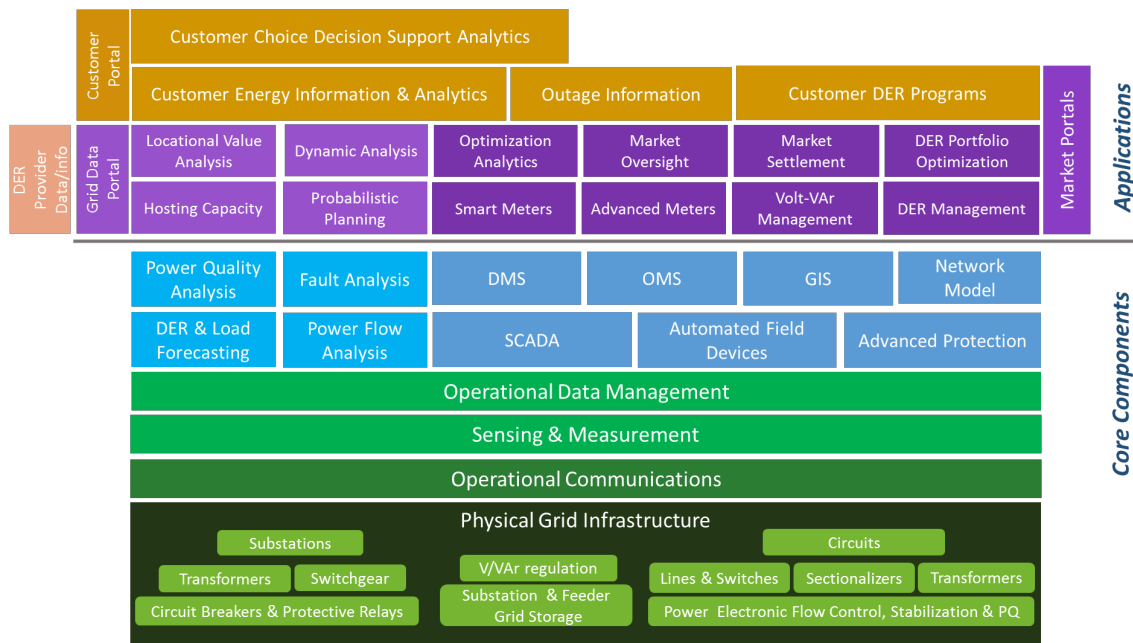 Customer Portal
Customer Choice Decision Support Analytics
Customer Energy Information & Analytics
Outage Information
Customer DER Programs
Market Portals
Applications
DER
Provider
Data/info
Grid Data
Portal
Locational Value
Analysis
Dynamic Analysis
Optimization
Analytics
Market
Oversight
Market
Settlement
DER Portfolio
Optimization
Hosting Capacity
Probabilistic
Planning
Smart Meters
Advanced Meters
Volt-VAr
Management
DER Management
Power Quality
Analysis
Fault Analysis
DMS
OMS
GIS
Network
Model
Core Components
DER & Load
Forecasting
Power Flow
Analysis
SCADA
Automated Field
Devices
Advanced Protection
Operational Data Management
Sensing & Measurement
Operational Communications
Physical Grid Infrastructure
Substations
Transformers
Switchgear
Circuit Breakers & Protective Relays
V/VAr regulation
Substation & Feeder
Grid Storage
Circuits
Lines & Switches
Sectionalizers
Transformers
Power Electronic Flow Control, Stabilization & PQ